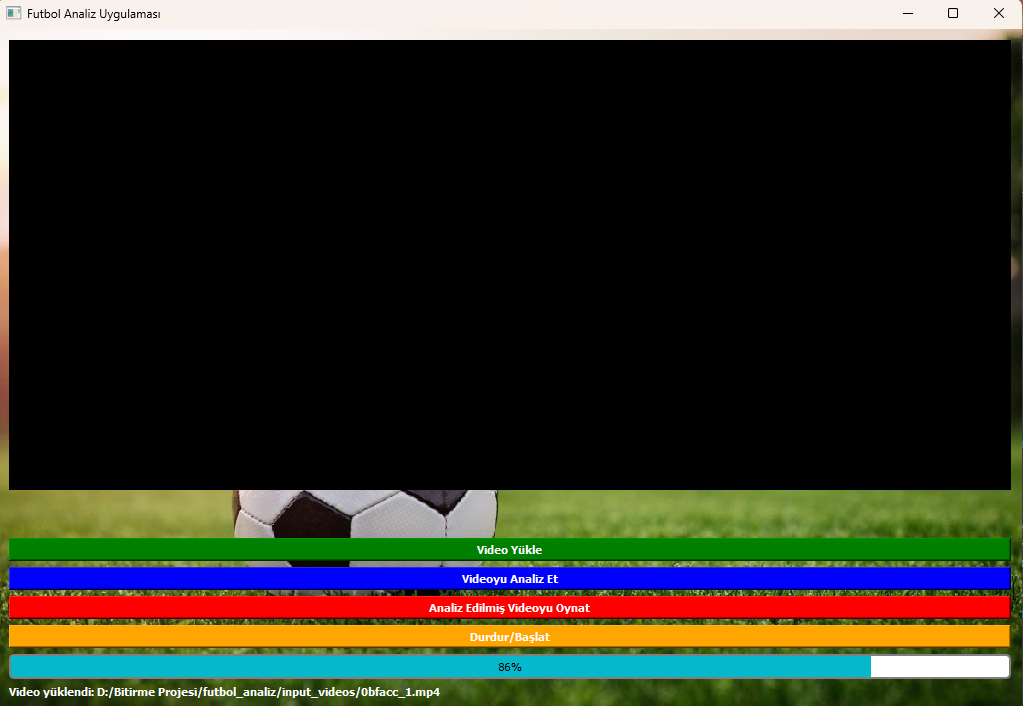 Futbol Analiz Uygulaması
Video Yükle
Videoyu Analiz Et
Analiz Edilmiş Videoyu Oynat
Durdur/Başlat
86%
Video yüklendi: D:/Bitirme Projesi/futbol_analiz/input_videos/0bfacc_1.mp4